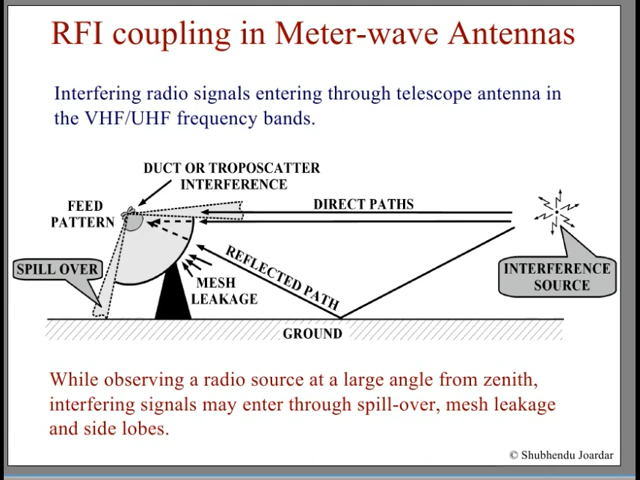 RFI coupling in Meter-wave Antennas
Interfering radio signals entering through telescope antenna in
the VHF/UHF frequency bands.
DUCT OR TROPOSCATTER
INTERFERENCE
FEED
PATTERN
DIRECT PATHS
SPILL OVER
MESH
LEAKAGE
REFLECTED PATH
INTERFERENCE
SOURCE
GROUND
While observing a radio source at a large angle from zenith,
interfering signals may enter through spill-over, mesh leakage
and side lobes.
© Shubhendu Joardar